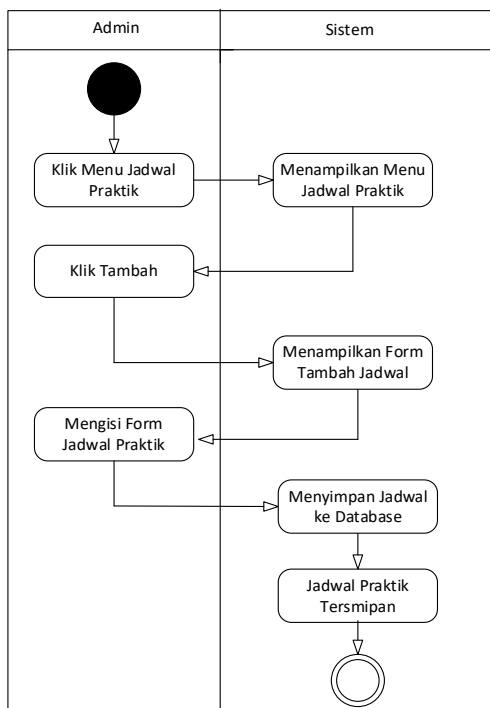 Admin
Sistem
Klik Menu Jadwal
Praktik
Menampilkan Menu
Jadwal Praktik
Klik Tambah
Menampilkan Form
Tambah Jadwal
Mengisi Form
Jadwal Praktik
Menyimpan Jadwal
ke Database
Jadwal Praktik
Tersmipan